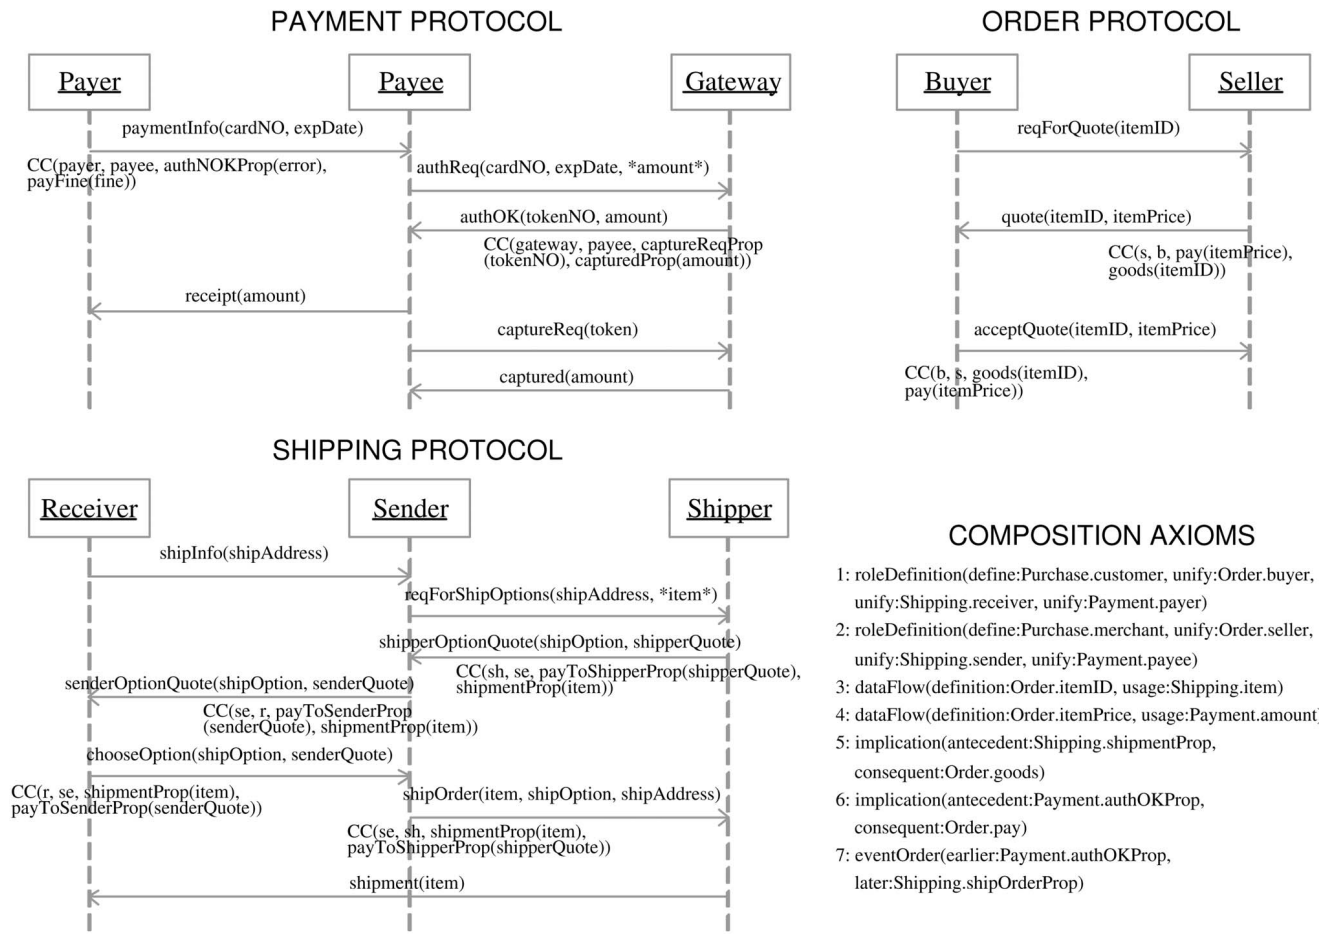 PAYMENT PROTOCOL
Payer
Payee
Gateway
paymentInfo(cardNO, expDate)
CC(payer, payee, authNOKProp(error),
payFine(fine))
authReq(cardNO, expDate, *amount*)
authOK(tokenNO, amount)
CC(gateway, payee, captureReqProp
(tokenNO), capturedProp(amount))
receipt(amount)
captureReq(token)
captured(amount)
ORDER PROTOCOL
Buyer
Seller
reqForQuote(itemID)
quote(itemID, itemPrice)
CC(s, b, pay(itemPrice),
goods(itemID))
acceptQuote(itemID, itemPrice)
CC(b, s, goods(itemID),
pay(itemPrice))
SHIPPING PROTOCOL
Receiver
Sender
Shipper
shipInfo(shipAddress)
reqForShipOptions(shipAddress, *item*)
shipperOptionQuote(shipOption, shipperQuote)
CC(sh, se, payToShipperProp(shipperQuote),
shipmentProp(item))
senderOptionQuote(shipOption, senderQuote)
CC(se, r, payToSenderProp
(senderQuote), shipmentProp(item))
chooseOption(shipOption, senderQuote)
CC(r, se, shipmentProp(item),
payToSenderProp(senderQuote))
shipOrder(item, shipOption, shipAddress)
CC(se, sh, shipmentProp(item),
payToShipperProp(shipperQuote))
shipment(item)
COMPOSITION AXIOMS
1: roleDefinition(define:Purchase.customer, unify:Order.buyer,
unify:Shipping.receiver, unify:Payment.payer)
2: roleDefinition(define:Purchase.merchant, unify:Order.seller,
unify:Shipping.sender, unify:Payment.payee)
3: dataFlow(definition:Order.itemID, usage:Shipping.item)
4: dataFlow(definition:Order.itemPrice, usage:Payment.amount)
5: implication(antecedent:Shipping.shipmentProp,
consequent:Order.goods)
6: implication(antecedent:Payment.authOKProp,
consequent:Order.pay)
7: eventOrder(earlier:Payment.authOKProp,
later:Shipping.shipOrderProp)